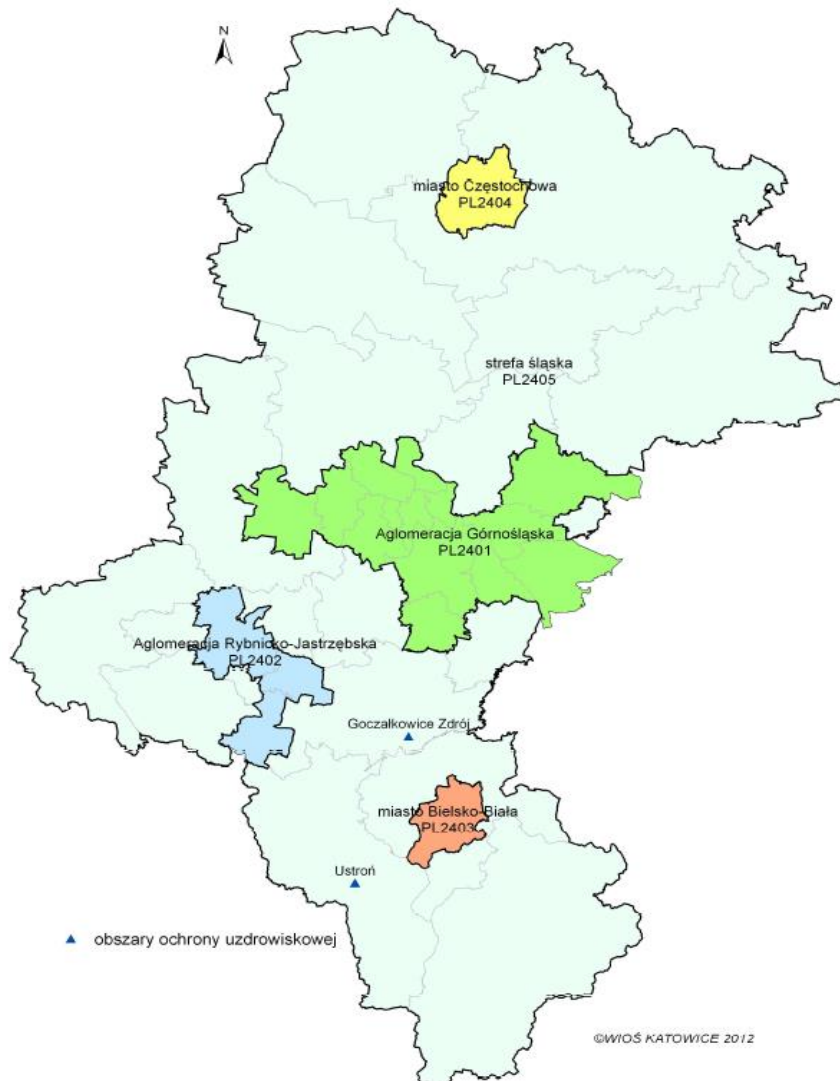 N
miasto Częstochowa
PL2404
strefa śląska
PL2405
Aglomeracja Górnośląska
PL2401
Aglomeracja Rybnicko-Jastrzębska
PL2402
Goczałkowice Zdrój
miasto Bielsko-Biała
PL2403
Ustroń
obszary ochrony uzdrowiskowej
©WIOŚ KATOWICE 2012